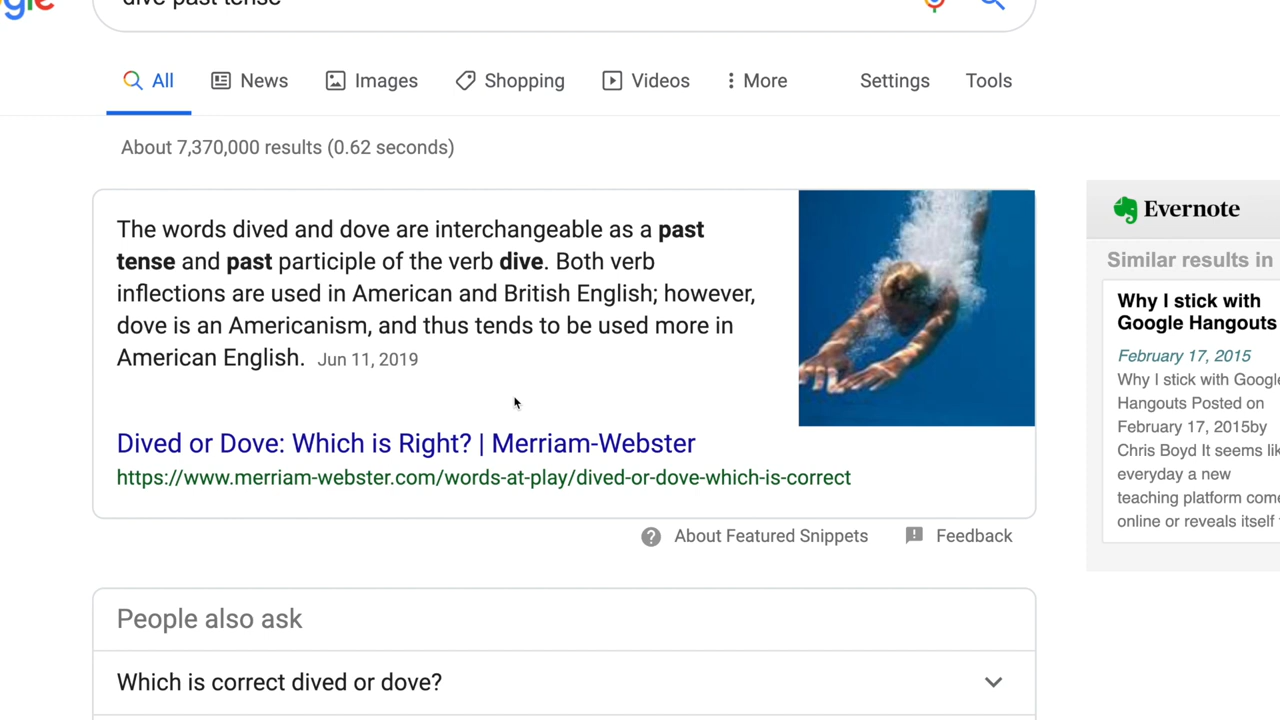 dive past tense
All News Images Shopping Videos More Settings Tools
About 7,370,000 results (0.62 seconds)
The words dived and dove are interchangeable as a past
tense and past participle of the verb dive. Both verb
inflections are used in American and British English; however,
dove is an Americanism, and thus tends to be used more in
American English. Jun 11, 2019
Dived or Dove: Which is Right? | Merriam-Webster
https://www.merriam-webster.com/words-at-play/dived-or-dove-which-is-correct
About Featured Snippets Feedback
People also ask
Which is correct dived or dove?
Evernote
Similar results in
Why I stick with
Google Hangouts
February 17, 2015
Why I stick with Google
Hangouts Posted on
February 17, 2015by
Chris Boyd It seems like
everyday a new
teaching platform come
online or reveals itself